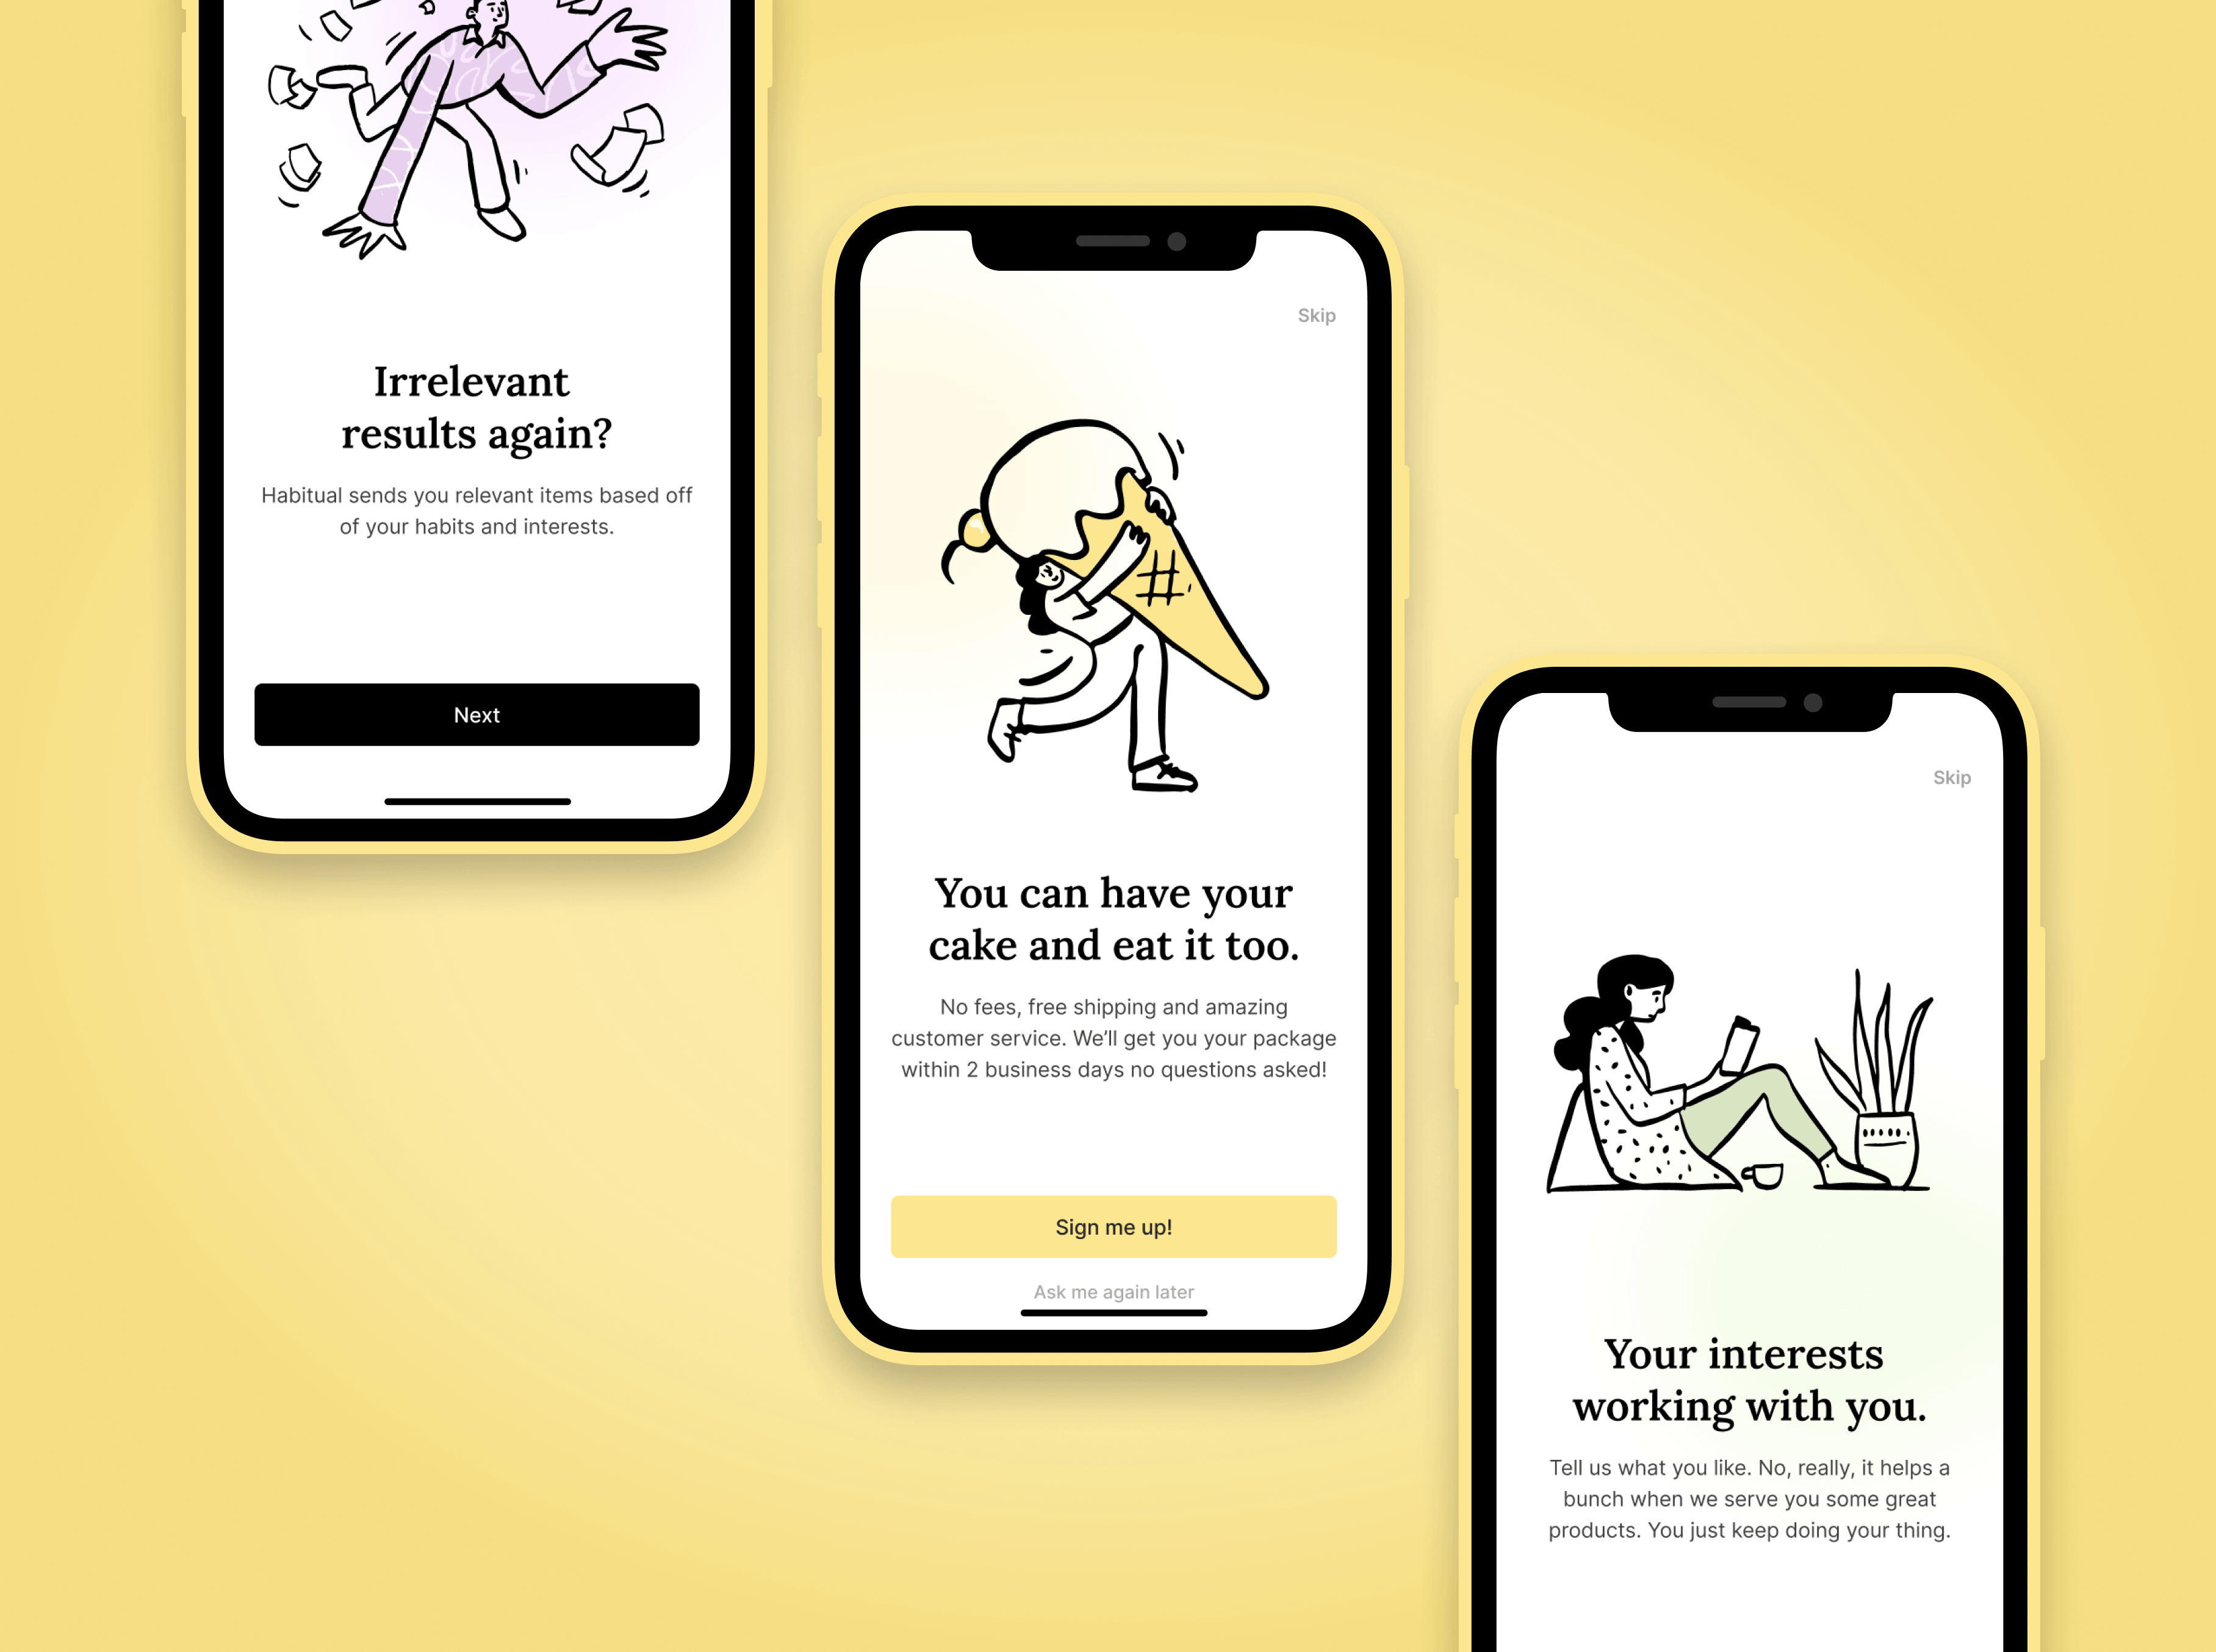 Irrelevant
results again?
Habitual sends you relevant items based off
of your habits and interests.
Next
Skip
#
You can have your
cake and eat it too.
No fees, free shipping and amazing
customer service. We’ll get you your package
within 2 business days no questions asked!
Sign me up!
Ask me again later
Skip
Your interests
working with you.
Tell us what you like. No, really, it helps a
bunch when we serve you some great
products. You just keep doing your thing.